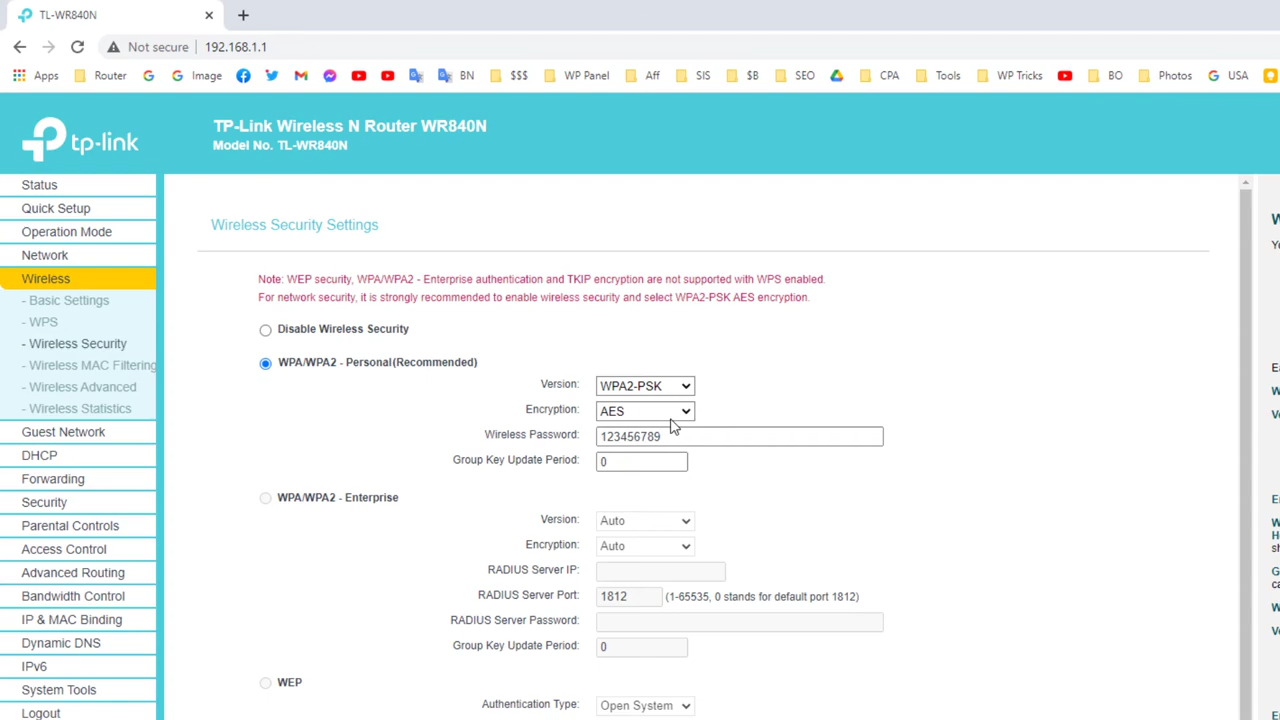 TL-WR840N
Not secure 192.168.1.1
Apps Router Image BN $$$ WP Panel Aff SIS $B SEO CPA Tools WP Tricks BO Photos USA
tp-link
TP-Link Wireless N Router WR840N
Model No. TL-WR840N
Status
Quick Setup
Operation Mode
Network
Wireless
- Basic Settings
- WPS
- Wireless Security
- Wireless MAC Filtering
- Wireless Advanced
- Wireless Statistics
Guest Network
DHCP
Forwarding
Security
Parental Controls
Access Control
Advanced Routing
Bandwidth Control
IP & MAC Binding
Dynamic DNS
IPv6
System Tools
Logout
Wireless Security Settings
Note: WEP security, WPA/WPA2 - Enterprise authentication and TKIP encryption are not supported with WPS enabled.
For network security, it is strongly recommended to enable wireless security and select WPA2-PSK AES encryption.
Disable Wireless Security
WPA/WPA2 - Personal(Recommended)
Version: WPA2-PSK
Encryption: AES
Wireless Password: 123456789
Group Key Update Period: 0
WPA/WPA2 - Enterprise
Version: Auto
Encryption: Auto
RADIUS Server IP:
RADIUS Server Port: 1812 (1-65535, 0 stands for default port 1812)
RADIUS Server Password:
Group Key Update Period: 0
WEP
Authentication Type: Open System